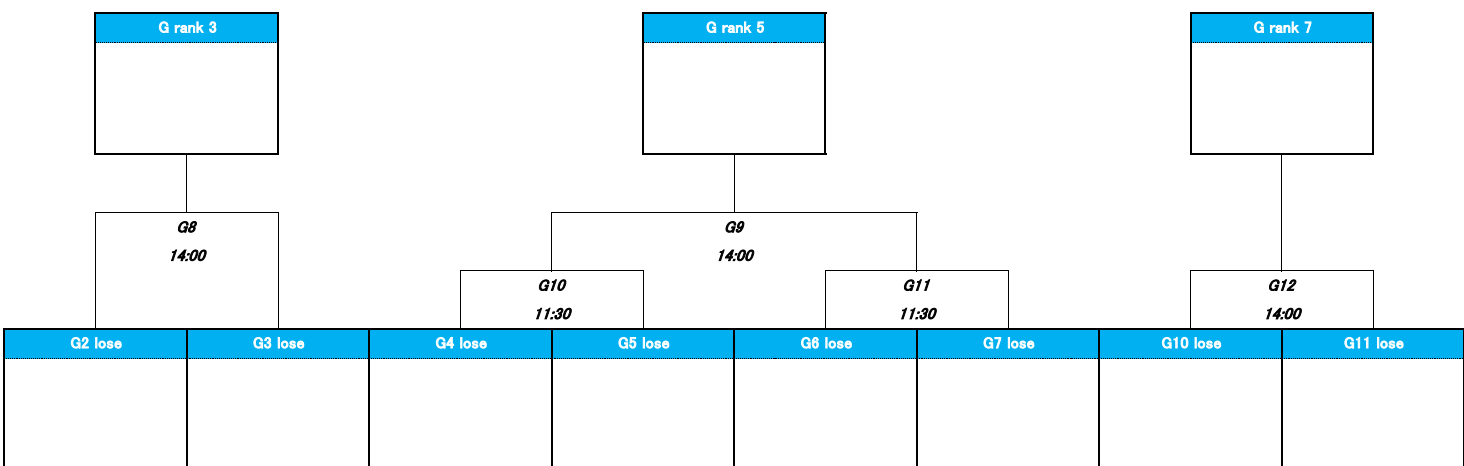 G rank 3
G rank 5
G rank 7
G8
14:00
G9
14:00
G10
11:30
G11
11:30
G12
14:00
G2 lose
G3 lose
G4 lose
G5 lose
G6 lose
G7 lose
G10 lose
G11 lose